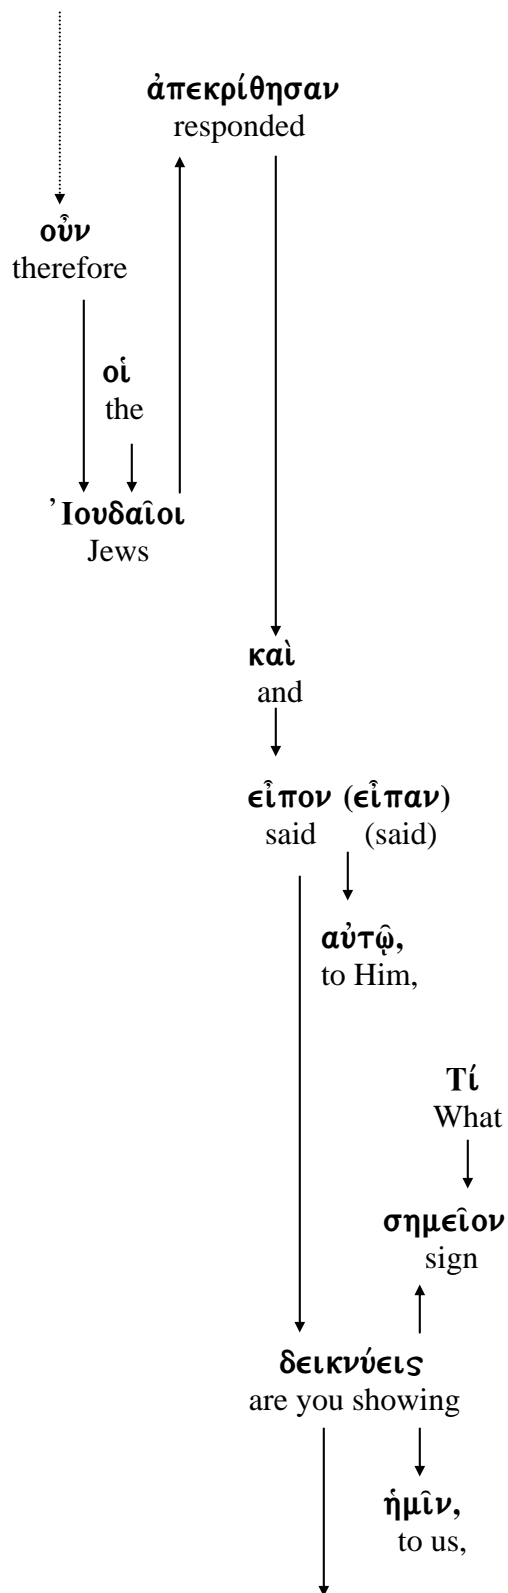 ἀπεκρίθησαν
responded
οὖν
therefore
οἱ
the
Ἰουδαῖοι
Jews
καὶ
and
εἶπον (εἶπαν)
said (said)
αὐτῷ,
to Him,
Τί
What
σημεῖον
sign
δεικνύεις
are you showing
ἡμῖν,
to us,